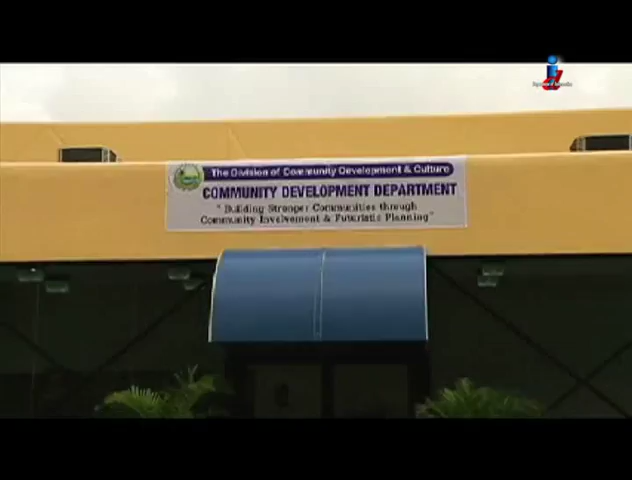 The Division of Community Development & Culture
COMMUNITY DEVELOPMENT DEPARTMENT
"Building Stronger Communities through
Community Involvement & Futuristic Planning"